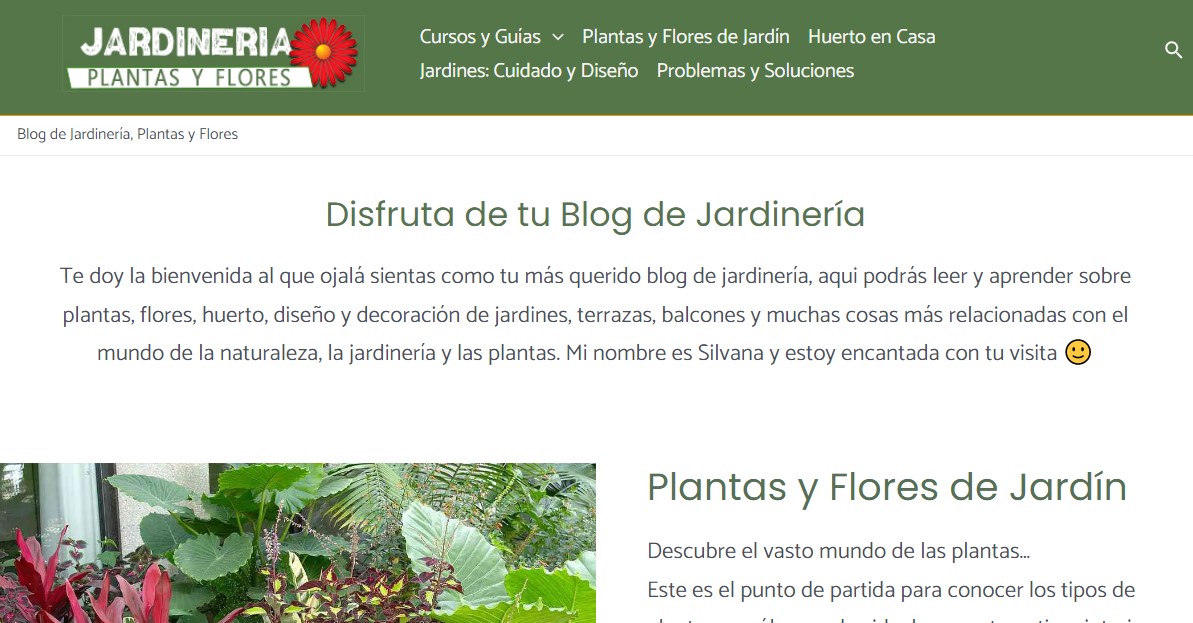 JARDINERIA
PLANTAS Y FLORES
Cursos y Guías
Plantas y Flores de Jardín
Huerto en Casa
Jardines: Cuidado y Diseño
Problemas y Soluciones
Blog de Jardinería, Plantas y Flores
Disfruta de tu Blog de Jardinería
Te doy la bienvenida al que ojalá sientas como tu más querido blog de jardinería, aqui podrás leer y aprender sobre
plantas, flores, huerto, diseño y decoración de jardines, terrazas, balcones y muchas cosas más relacionadas con el
mundo de la naturaleza, la jardinería y las plantas. Mi nombre es Silvana y estoy encantada con tu visita 🙂
Plantas y Flores de Jardín
Descubre el vasto mundo de las plantas...
Este es el punto de partida para conocer los tipos de